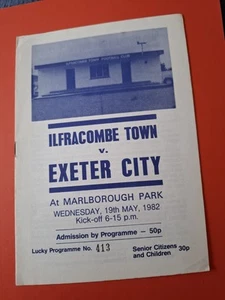 ILFRACOMBE TOWN
v.
EXETER CITY
At MARLBOROUGH PARK
WEDNESDAY, 19th MAY, 1982
Kick-off 6-15 p.m.
Admission by Programme — 50p
Lucky Programme No. 413
Senior Citizens and Children 30p